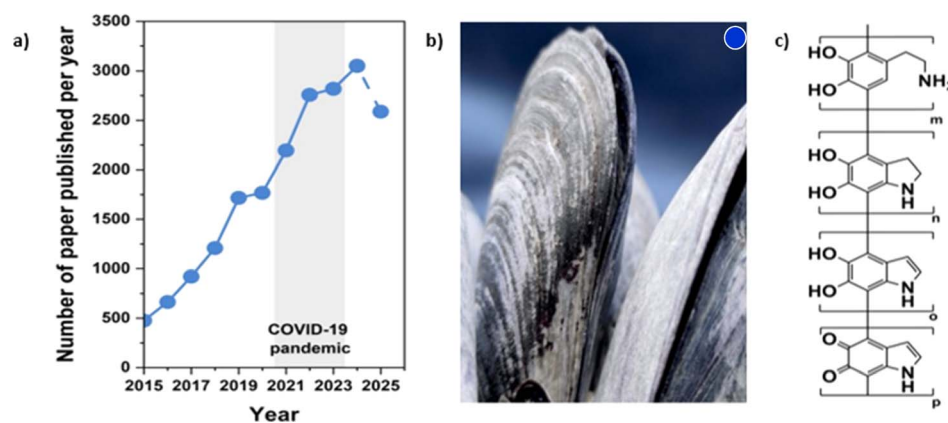 a)
Number of paper published per year
3500
3000
2500
2000
1500
1000
500
0
COVID-19
pandemic
2015 2017 2019 2021 2023 2025
Year
b)
c)
HO
HO
NH2
m
HO
HO
N
H
n
HO
HO
N
H
o
O
O
N
H
p